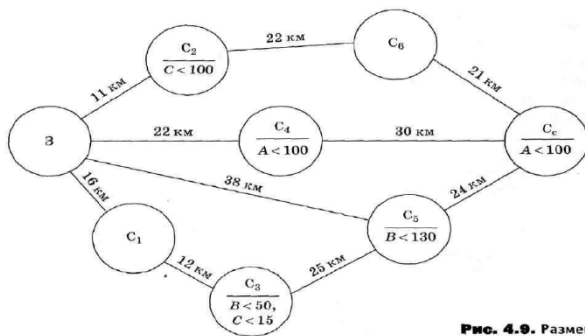 22 км
C₂
C < 100
C₆
11 км
21 км
З
22 км
C₄
A < 100
30 км
Cс
A < 100
38 км
16 км
24 км
C₁
C₅
B < 130
12 км
25 км
C₃
B < 50,
C < 15
Рис. 4.9. Разме